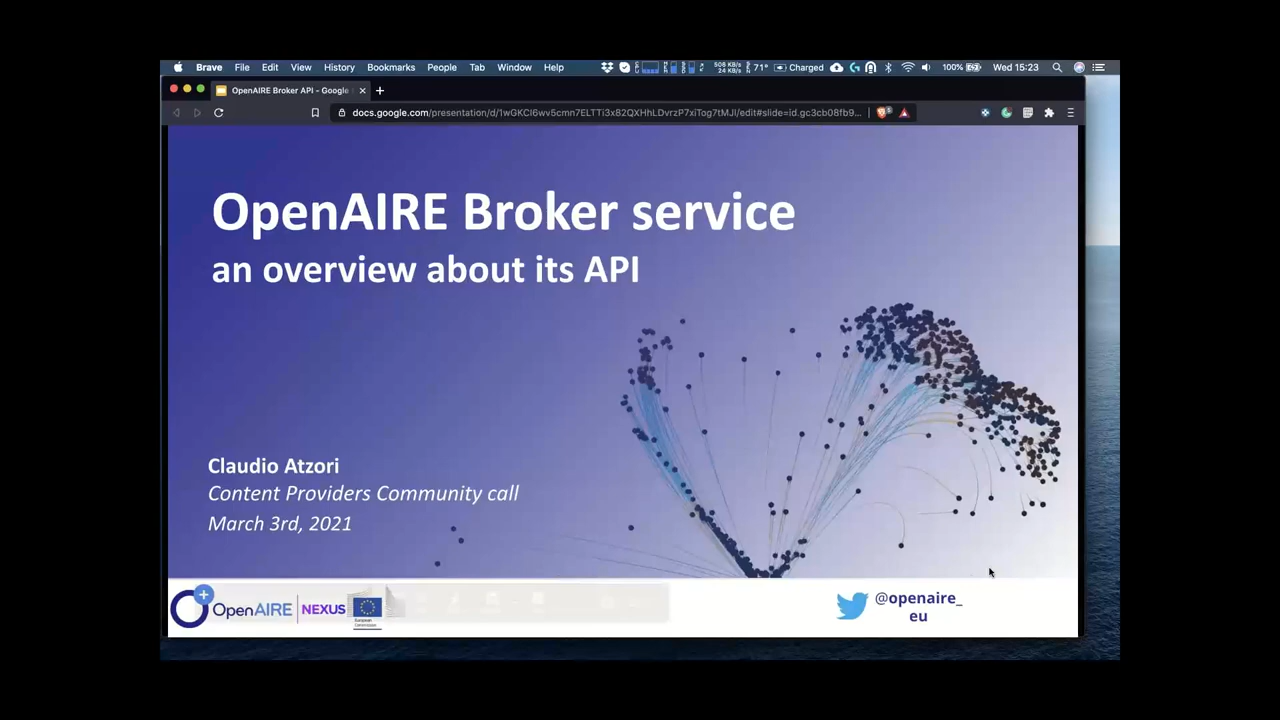 Brave File Edit View History Bookmarks People Tab Window Help 71° Charged 100% Wed 15:23
OpenAIRE Broker API - Google
docs.google.com/presentation/d/1wGKCl6wv5cmn7ELTTi3x82QXHhLDvrzP7xiTog7tMJI/edit#slide=id.gc3cb08fb9...
OpenAIRE Broker service
an overview about its API
Claudio Atzori
Content Providers Community call
March 3rd, 2021
OpenAIRE NEXUS
European
Commission
@openaire_
eu